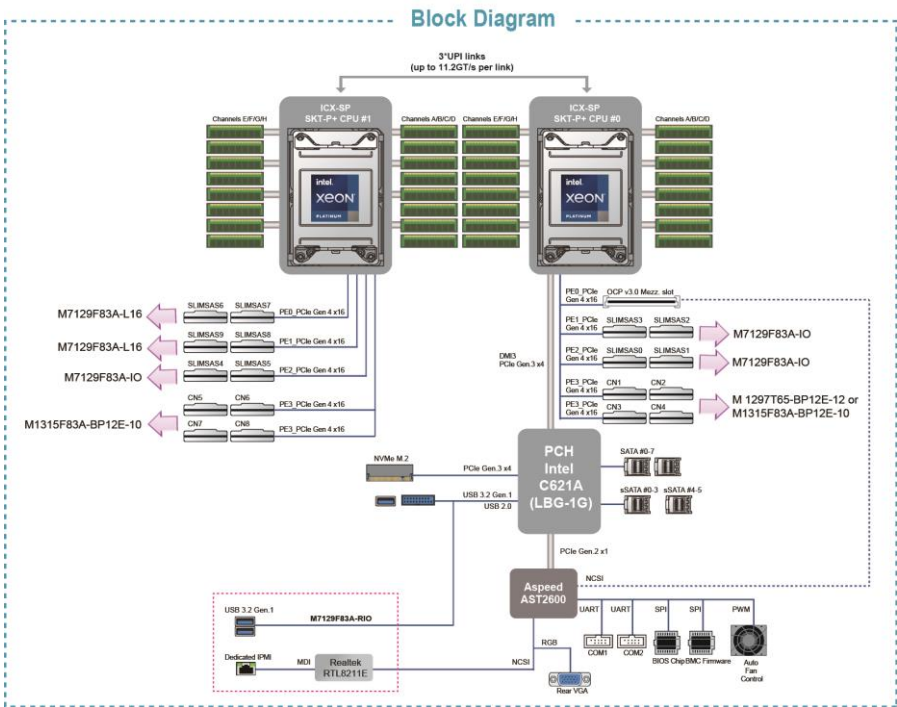 Block Diagram
3*UPI links
(up to 11.2GT/s per link)
ICX-SP
SKT-P+ CPU #1
ICX-SP
SKT-P+ CPU #0
Channels E/F/G/H
Channels A/B/C/D
Channels E/F/G/H
Channels A/B/C/D
intel.
XEON
PLATINUM
intel.
XEON
PLATINUM
M7129F83A-L16
SLIMSAS6
SLIMSAS7
PE0_PCIe Gen 4 x16
M7129F83A-L16
SLIMSAS9
SLIMSAS8
PE1_PCIe Gen 4 x16
M7129F83A-IO
SLIMSAS4
SLIMSAS5
PE2_PCIe Gen 4 x16
M1315F83A-BP12E-10
CN5
CN6
PE3_PCIe Gen 4 x16
CN7
CN8
PE3_PCIe Gen 4 x16
DMI3
PCIe Gen.3 x4
PE0_PCIe
Gen 4 x16
OCP v3.0 Mezz. slot
PE1_PCIe
Gen 4 x16
SLIMSAS3
SLIMSAS2
M7129F83A-IO
PE2_PCIe
Gen 4 x16
SLIMSAS0
SLIMSAS1
M7129F83A-IO
PE3_PCIe
Gen 4 x16
CN1
CN2
M 1297T65-BP12E-12 or
M1315F83A-BP12E-10
PE3_PCIe
Gen 4 x16
CN3
CN4
NVMe M.2
PCIe Gen.3 x4
USB 3.2 Gen.1
USB 2.0
PCH
Intel
C621A
(LBG-1G)
SATA #0-7
sSATA #0-3
sSATA #4-5
PCIe Gen.2 x1
Aspeed
AST2600
NCSI
UART
UART
SPI
SPI
PWM
COM1
COM2
BIOS Chip
BMC Firmware
Auto
Fan
Control
RGB
Rear VGA
NCSI
USB 3.2 Gen.1
M7129F83A-RIO
Dedicated IPMI
MDI
Realtek
RTL8211E